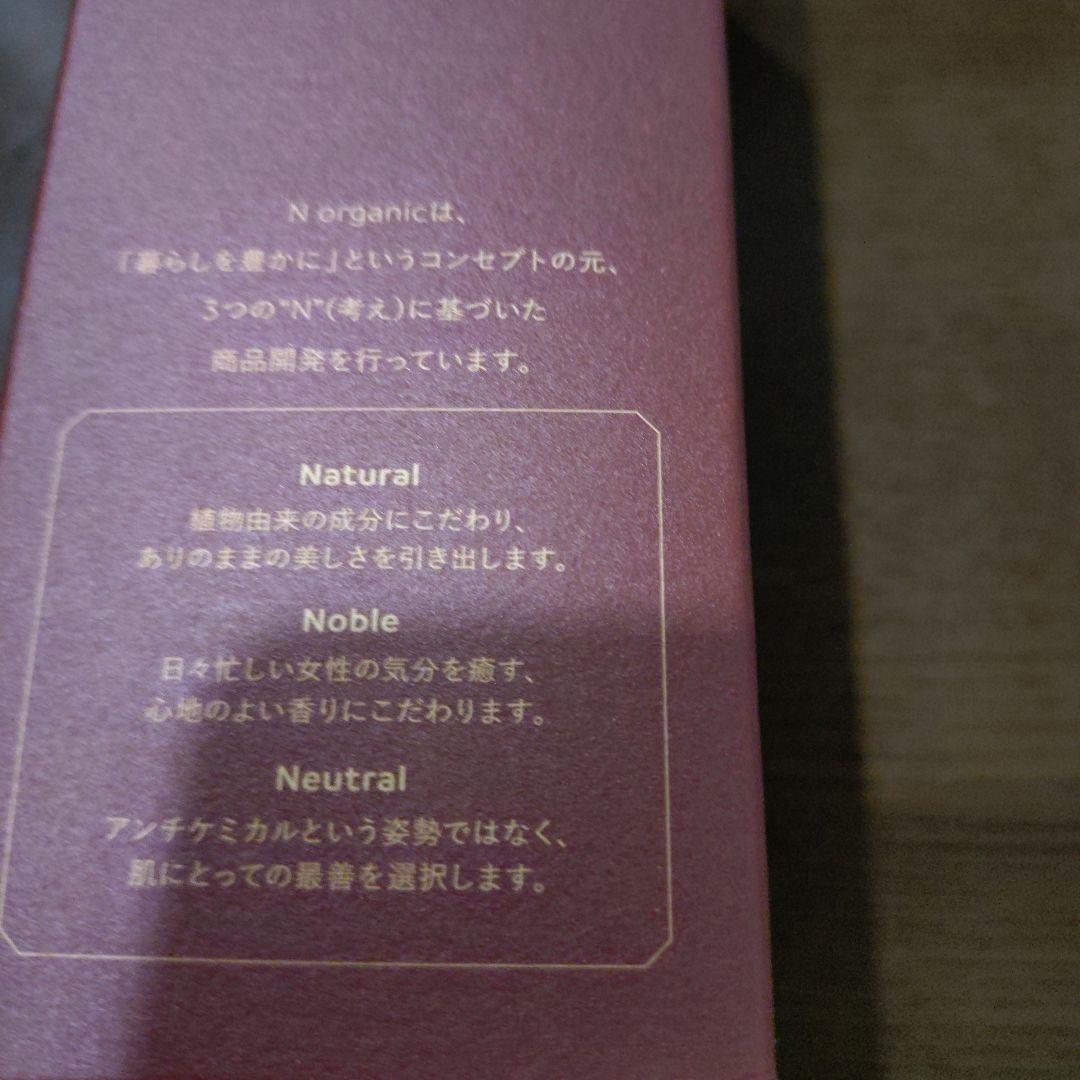 N organicは、
「暮らしを豊かに」というコンセプトの元、
3つの“N”(考え)に基づいた
商品開発を行っています。
Natural
植物由来の成分にこだわり、
ありのままの美しさを引き出します。
Noble
日々忙しい女性の気分を癒す、
心地のよい香りにこだわります。
Neutral
アンチケミカルという姿勢ではなく、
肌にとっての最善を選択します。